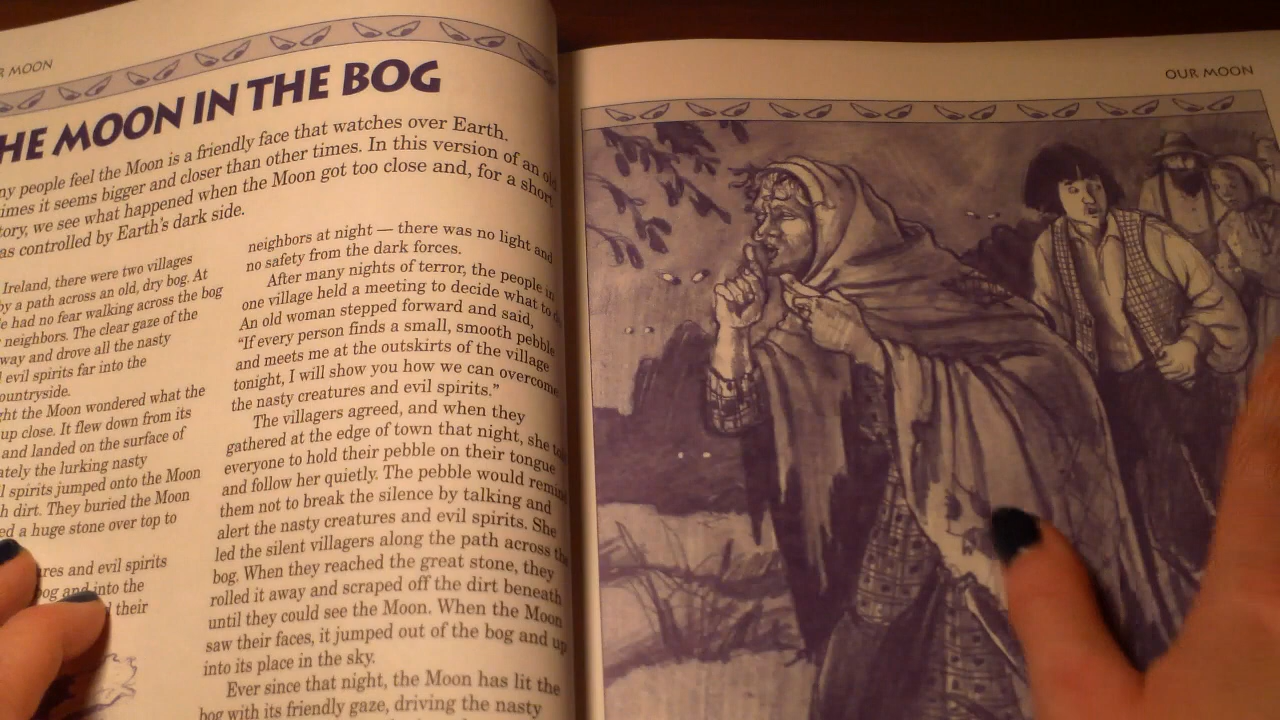 R MOON
HE MOON IN THE BOG
ny people feel the Moon is a friendly face that watches over Earth.
imes it seems bigger and closer than other times. In this version of an old
tory, we see what happened when the Moon got too close and, for a short
as controlled by Earth's dark side.
Ireland, there were two villages
by a path across an old, dry bog. At
e had no fear walking across the bog
neighbors. The clear gaze of the
way and drove all the nasty
evil spirits far into the
ountryside.
ght the Moon wondered what the
up close. It flew down from its
and landed on the surface of
ately the lurking nasty
l spirits jumped onto the Moon
h dirt. They buried the Moon
ed a huge stone over top to
ures and evil spirits
bog and into the
their
neighbors at night — there was no light and
no safety from the dark forces.
After many nights of terror, the people in
one village held a meeting to decide what to
An old woman stepped forward and said,
"If every person finds a small, smooth pebble
and meets me at the outskirts of the village
tonight, I will show you how we can overcome
the nasty creatures and evil spirits."
The villagers agreed, and when they
gathered at the edge of town that night, she to
everyone to hold their pebble on their tongue
and follow her quietly. The pebble would remin
them not to break the silence by talking and
alert the nasty creatures and evil spirits. She
led the silent villagers along the path across the
bog. When they reached the great stone, they
rolled it away and scraped off the dirt beneath
until they could see the Moon. When the Moon
saw their faces, it jumped out of the bog and up
into its place in the sky.
Ever since that night, the Moon has lit the
bog with its friendly gaze, driving the nasty
OUR MOON